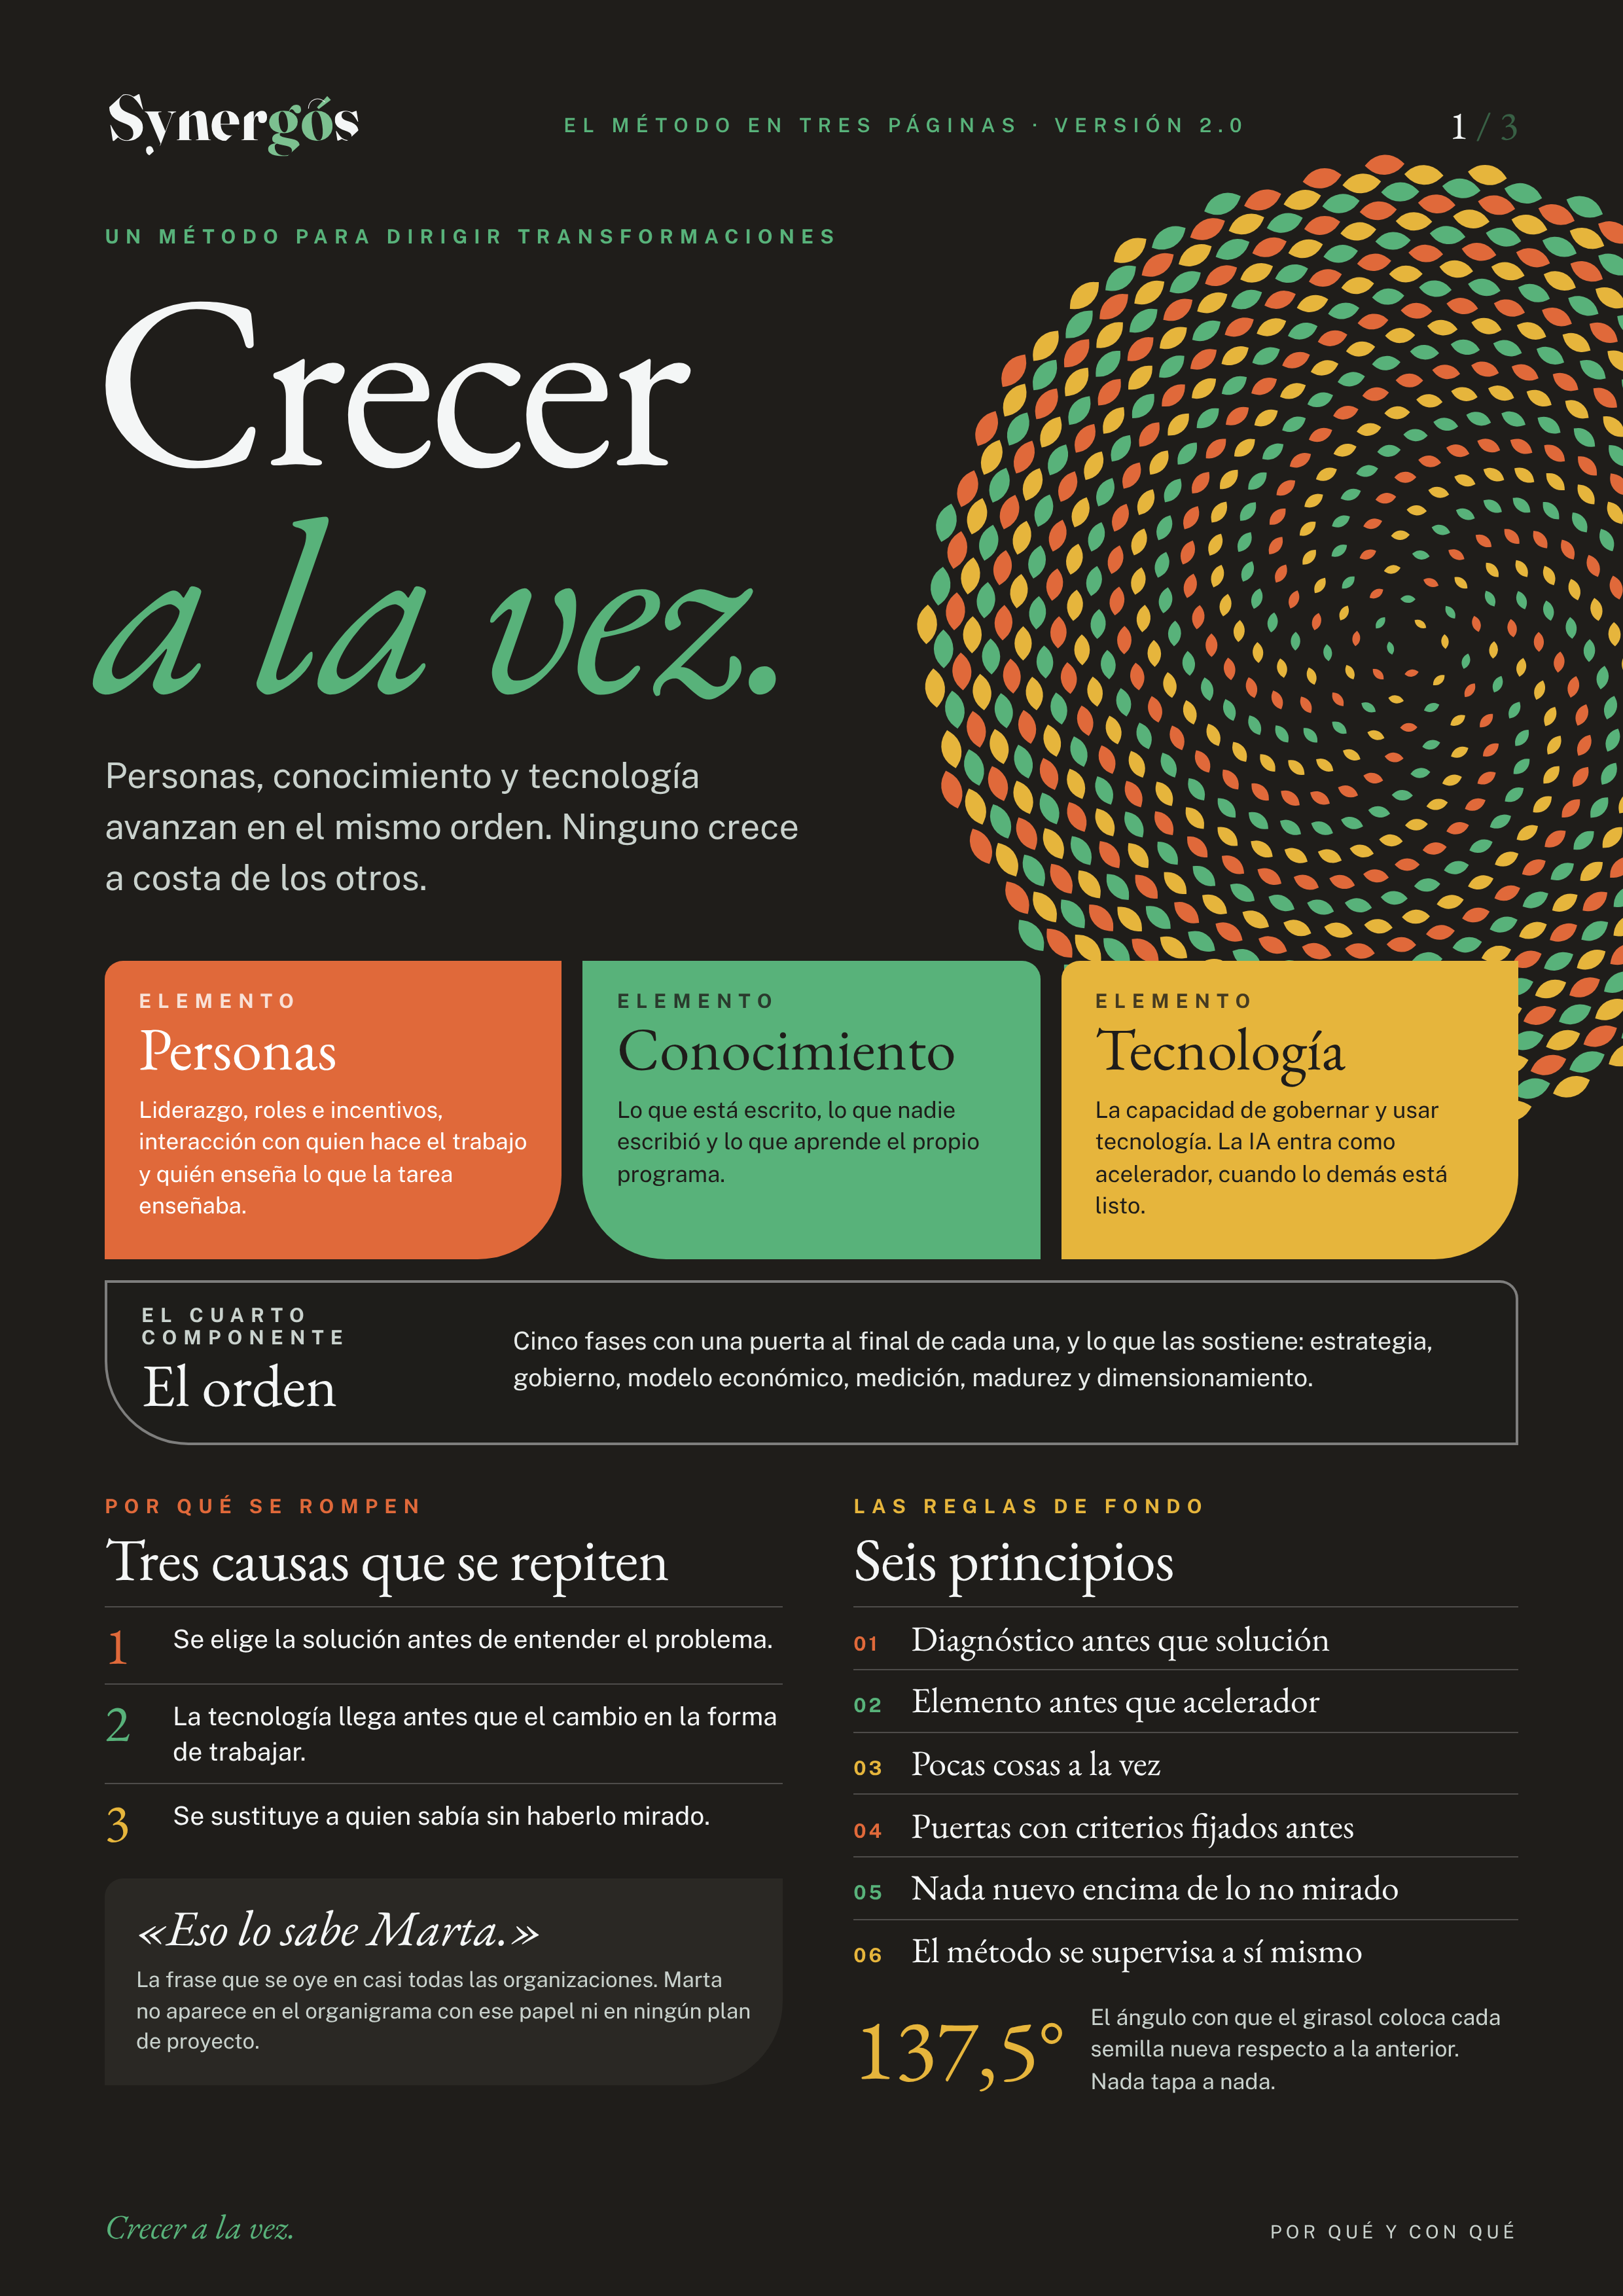 Synergós
EL MÉTODO EN TRES PÁGINAS · VERSIÓN 2.0
1 / 3
UN MÉTODO PARA DIRIGIR TRANSFORMACIONES
Crecer
a la vez.
Personas, conocimiento y tecnología
avanzan en el mismo orden. Ninguno crece
a costa de los otros.
ELEMENTO
Personas
Liderazgo, roles e incentivos,
interacción con quien hace el trabajo
y quién enseña lo que la tarea
enseñaba.
ELEMENTO
Conocimiento
Lo que está escrito, lo que nadie
escribió y lo que aprende el propio
programa.
ELEMENTO
Tecnología
La capacidad de gobernar y usar
tecnología. La IA entra como
acelerador, cuando lo demás está
listo.
EL CUARTO
COMPONENTE
El orden
Cinco fases con una puerta al final de cada una, y lo que las sostiene: estrategia,
gobierno, modelo económico, medición, madurez y dimensionamiento.
POR QUÉ SE ROMPEN
Tres causas que se repiten
1 Se elige la solución antes de entender el problema.
2 La tecnología llega antes que el cambio en la forma
de trabajar.
3 Se sustituye a quien sabía sin haberlo mirado.
«Eso lo sabe Marta.»
La frase que se oye en casi todas las organizaciones. Marta
no aparece en el organigrama con ese papel ni en ningún plan
de proyecto.
LAS REGLAS DE FONDO
Seis principios
01 Diagnóstico antes que solución
02 Elemento antes que acelerador
03 Pocas cosas a la vez
04 Puertas con criterios fijados antes
05 Nada nuevo encima de lo no mirado
06 El método se supervisa a sí mismo
137,5°
El ángulo con que el girasol coloca cada
semilla nueva respecto a la anterior.
Nada tapa a nada.
Crecer a la vez.
POR QUÉ Y CON QUÉ